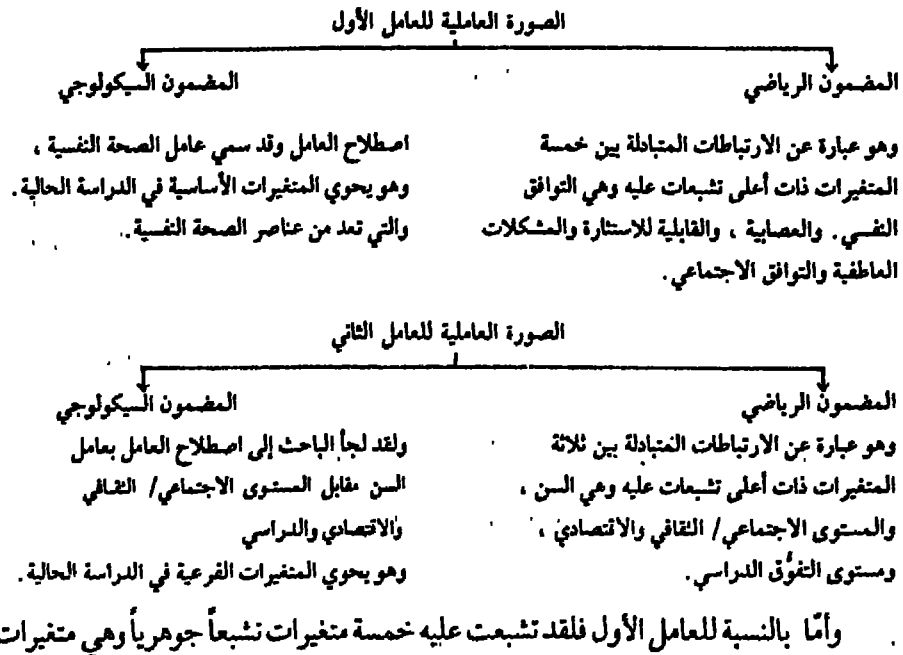 الصورة العاملية للعامل الأول
المضمون الرياضي
وهو عبارة عن الارتباطات المتبادلة بين خمسة
المتغيرات ذات أعلى تشبعات عليه وهي التوافق
النفسي. والعصابية ، والقابلية للاستثارة والمشكلات
العاطفية والتوافق الاجتماعي.
المضمون السيكولوجي
اصطلاح العامل وقد سمي عامل الصحة النفسية ،
وهو يحوي المتغيرات الأساسية في الدراسة الحالية.
والتي تعد من عناصر الصحة النفسية.
الصورة العاملية للعامل الثاني
المضمون الرياضي
وهو عبارة عن الارتباطات المتبادلة بين ثلاثة
المتغيرات ذات أعلى تشبعات عليه وهي السن ،
والمستوى الاجتماعي/ الثقافي والاقتصادي ،
ومستوى التفوُّق الدراسي.
المضمون السيكولوجي
ولقد لجأ الباحث إلى اصطلاح العامل بعامل
السن مقابل المستوى الاجتماعي/ الثقافي
والاقتصادي والدراسي
وهو يحوي المتغيرات الفرعية في الدراسة الحالية.
وأمّا بالنسبة للعامل الأول فلقد تشبعت عليه خمسة متغيرات تشبعاً جوهرياً وهي متغيرات